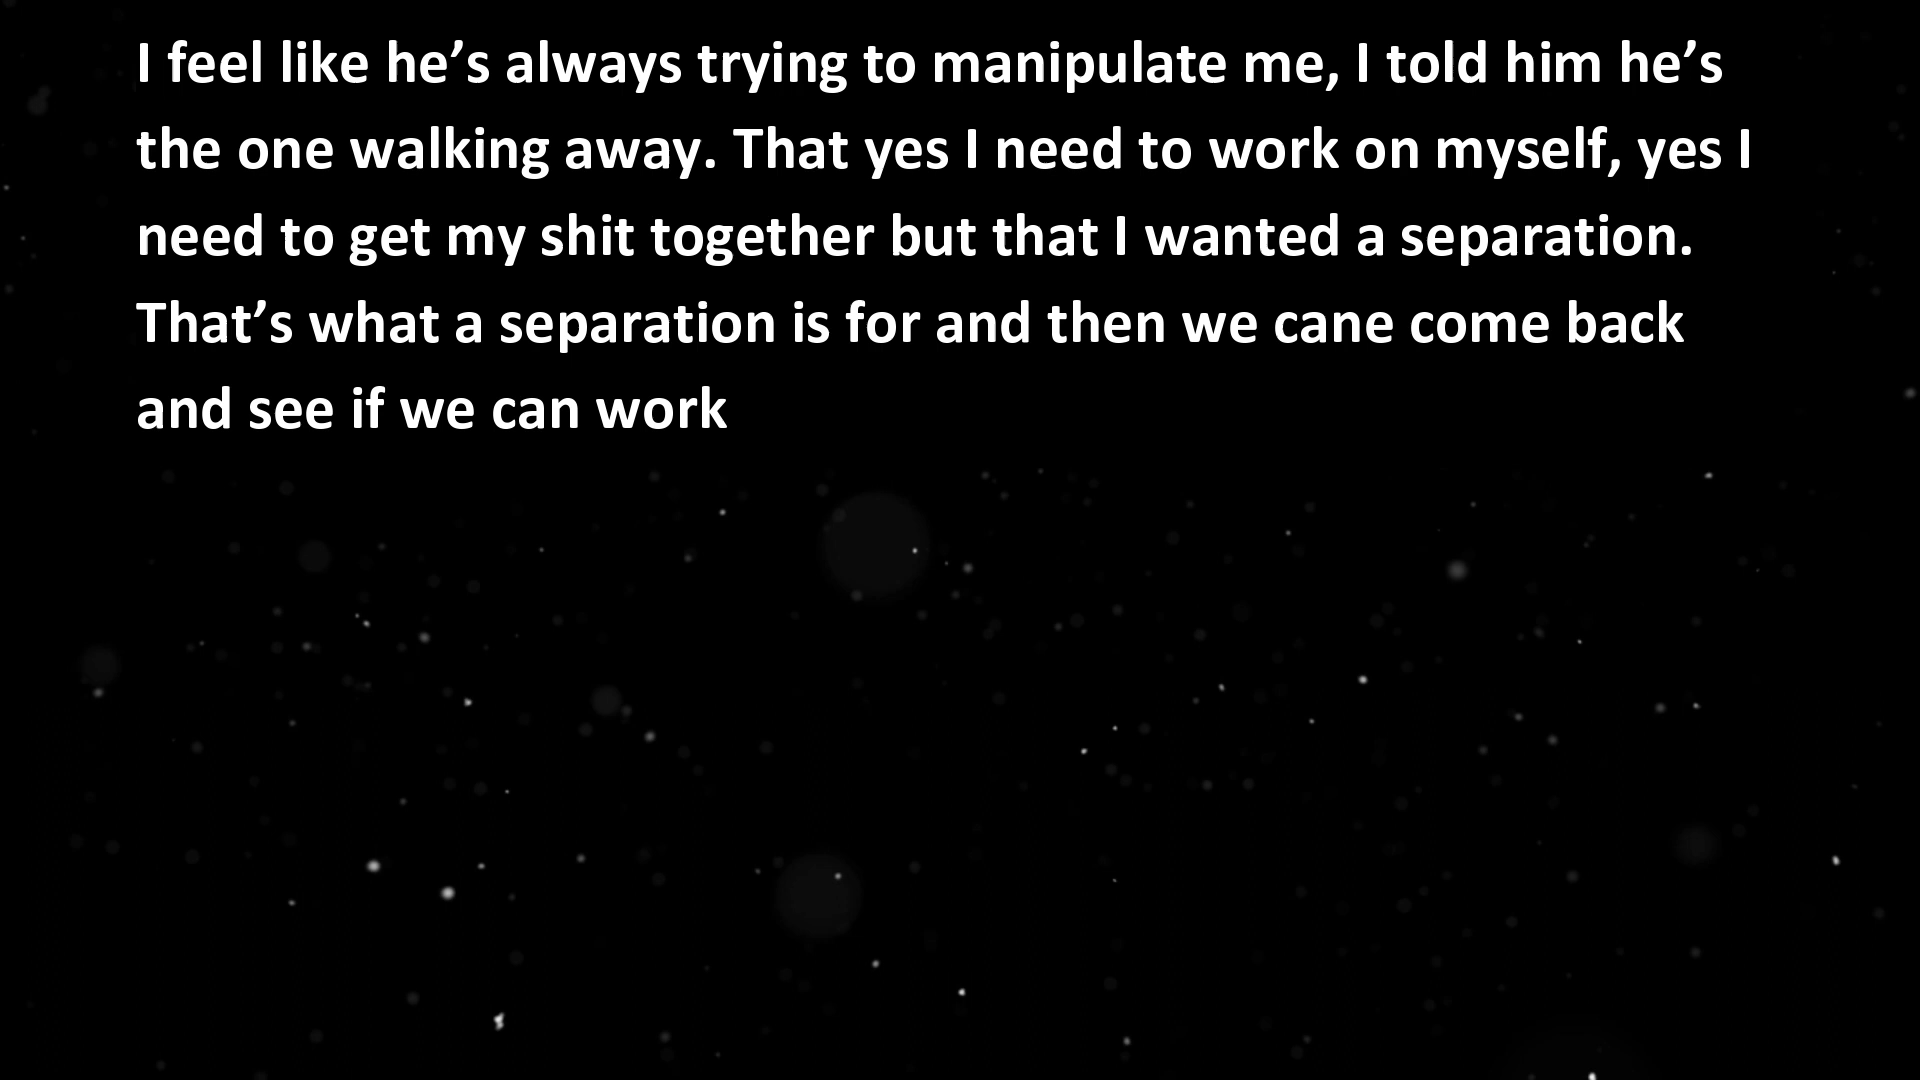 I feel like he’s always trying to manipulate me, I told him he’s
the one walking away. That yes I need to work on myself, yes I
need to get my shit together but that I wanted a separation.
That’s what a separation is for and then we cane come back
and see if we can work